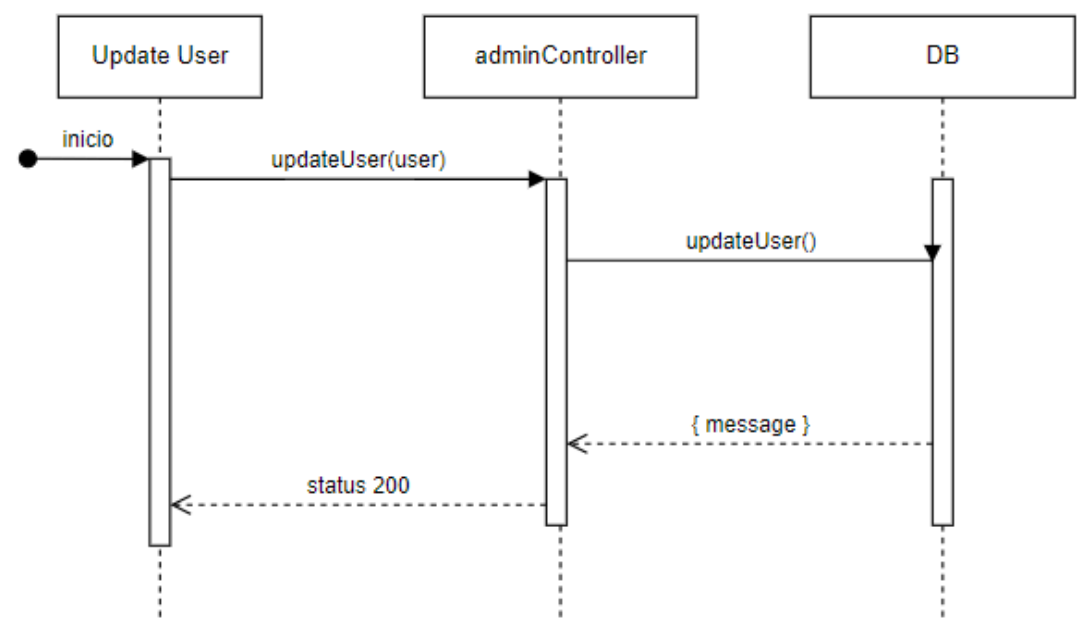 Update User
adminController
DB
inicio
updateUser(user)
updateUser()
{ message }
status 200